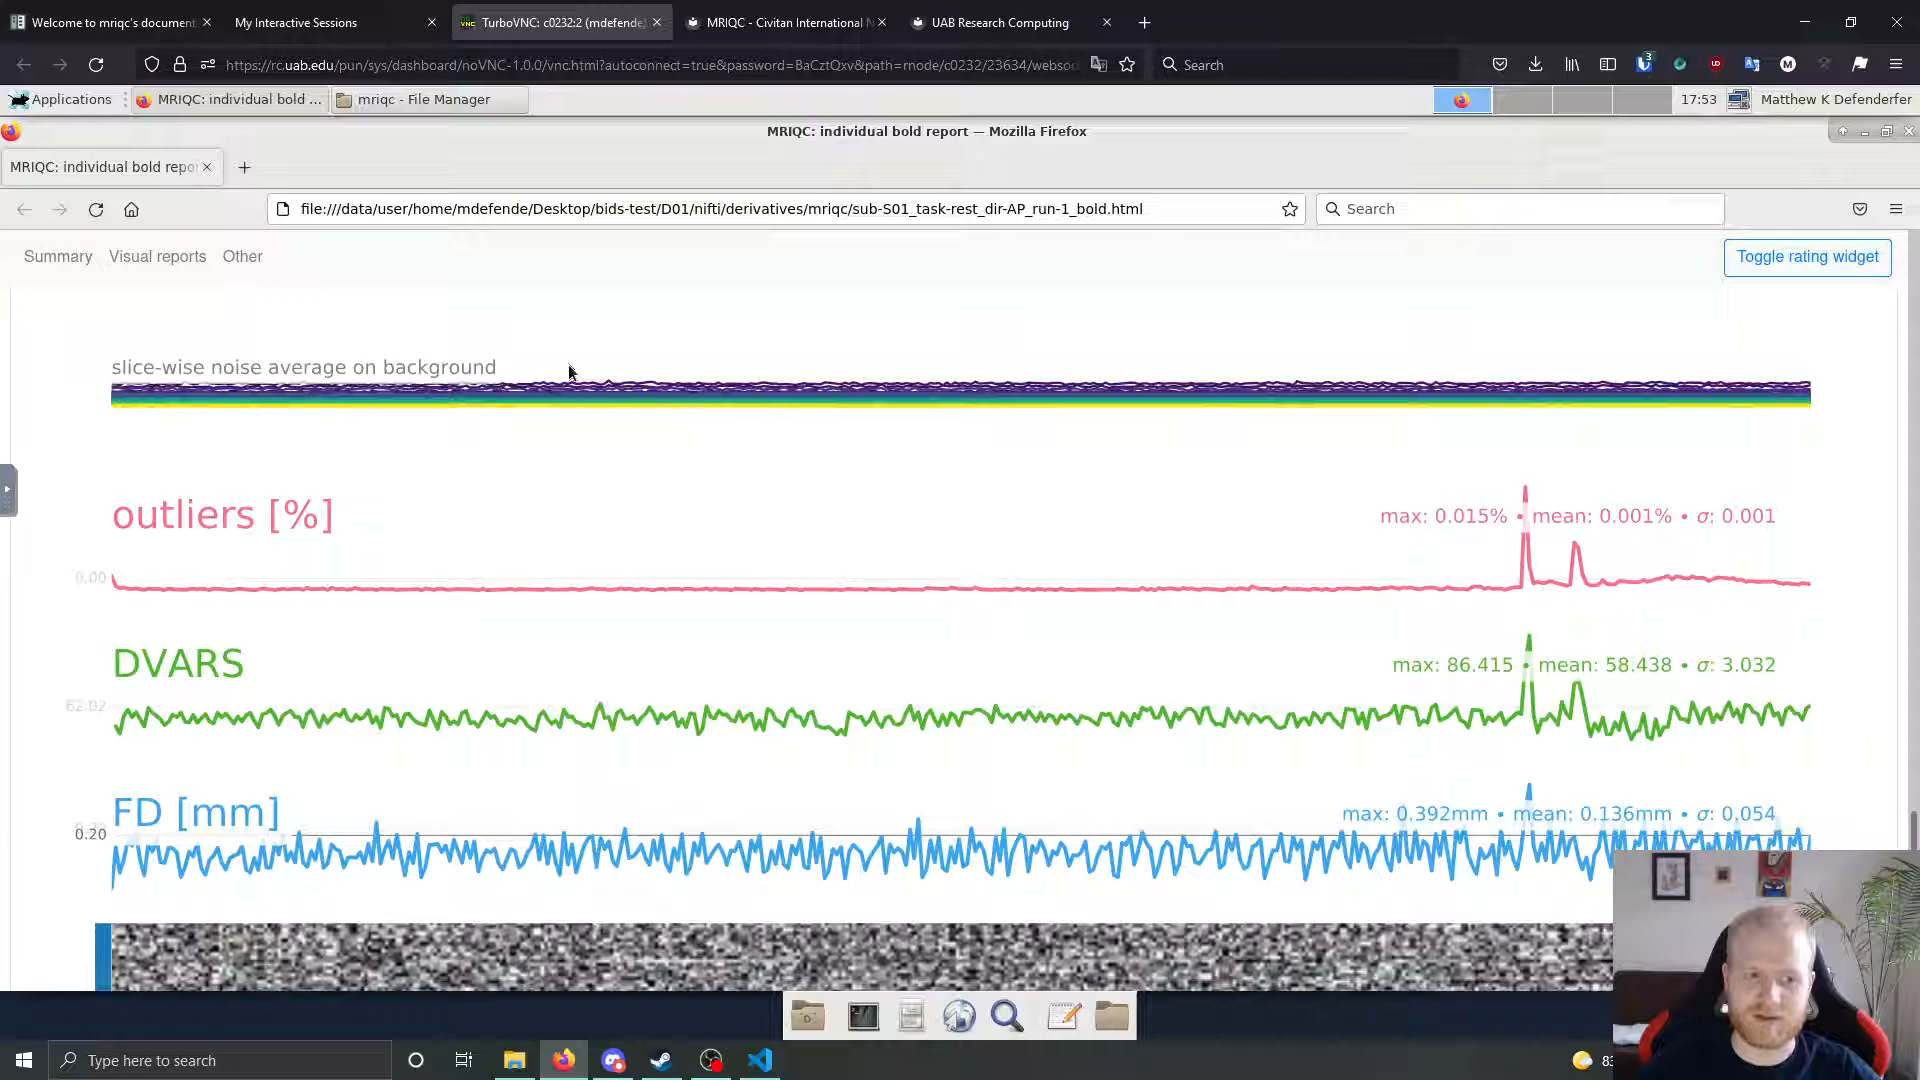 Welcome to mriqc's document
My Interactive Sessions
TurboVNC: c0232:2 (mdefende
MRIQC - Civitan International N
UAB Research Computing
https://rc.uab.edu/pun/sys/dashboard/noVNC-1.0.0/vnc.html?autoconnect=true&password=BaCztQxv&path=rnode/c0232/23634/websoc
Search
3
Applications
MRIQC: individual bold ...
mriqc - File Manager
17:53
Matthew K Defenderfer
MRIQC: individual bold report — Mozilla Firefox
MRIQC: individual bold repo
file:///data/user/home/mdefende/Desktop/bids-test/D01/nifti/derivatives/mriqc/sub-S01_task-rest_dir-AP_run-1_bold.html
Search
Summary
Visual reports
Other
Toggle rating widget
slice-wise noise average on background
outliers [%]
max: 0.015% • mean: 0.001% • σ: 0.001
0.00
DVARS
max: 86.415 • mean: 58.438 • σ: 3.032
62.02
FD [mm]
max: 0.392mm • mean: 0.136mm • σ: 0.054
0.20
Type here to search